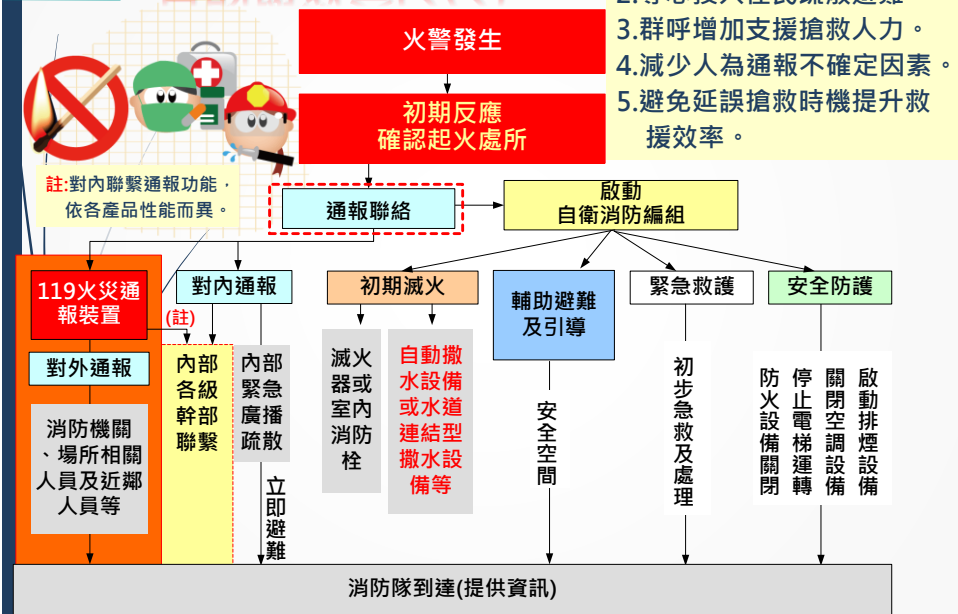 3.群呼增加支援搶救人力。
4.減少人為通報不確定因素。
5.避免延誤搶救時機提升救
援效率。
火警發生
初期反應
確認起火處所
註:對內聯繫通報功能,
依各產品性能而異。
通報聯絡
啟動
自衛消防編組
119火災通
報裝置
對內通報
初期滅火
輔助避難
及引導
緊急救護
安全防護
(註)
對外通報
消防機關
、場所相關
人員及近鄰
人員等
內部
各級
幹部
聯繫
內部
緊急
廣播
疏散
立即避難
滅火
器或
室內
消防
栓
自動撒
水設備
或水道
連結型
撒水設
備等
安全空間
初步急救及處理
防火設備關閉
停止電梯運轉
關閉空調設備
啟動排煙設備
消防隊到達(提供資訊)